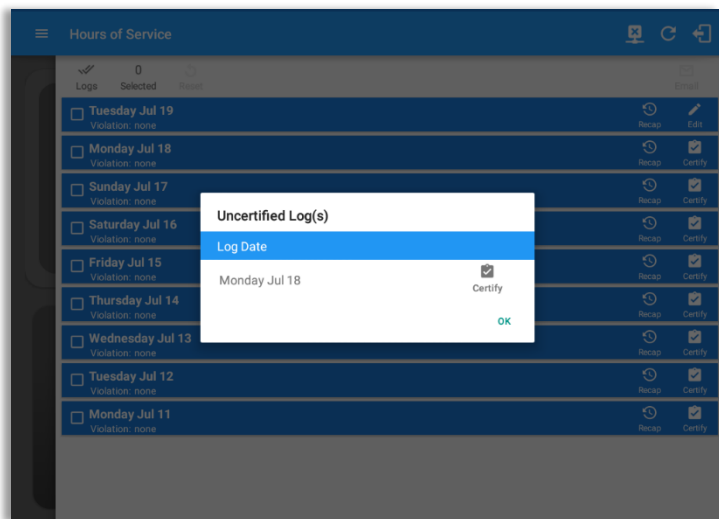 Hours of Service
Logs
0
Selected
Reset
Email
Tuesday Jul 19
Violation: none
Recap
Edit
Monday Jul 18
Violation: none
Recap
Certify
Sunday Jul 17
Violation: none
Recap
Certify
Saturday Jul 16
Violation: none
Recap
Certify
Friday Jul 15
Violation: none
Recap
Certify
Thursday Jul 14
Violation: none
Recap
Certify
Wednesday Jul 13
Violation: none
Recap
Certify
Tuesday Jul 12
Violation: none
Recap
Certify
Monday Jul 11
Violation: none
Recap
Certify
Uncertified Log(s)
Log Date
Monday Jul 18
Certify
OK